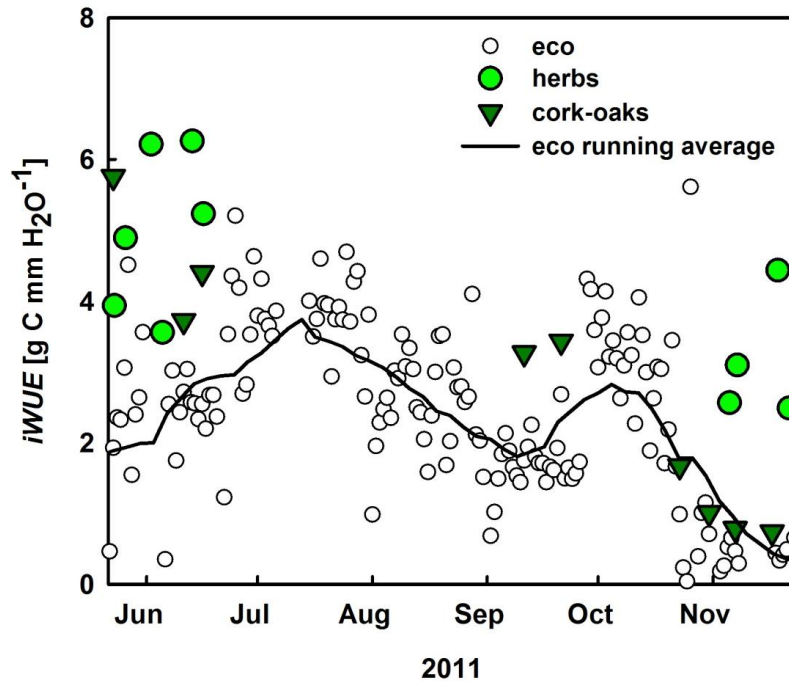 8
eco
herbs
cork-oaks
eco running average
6
4
2
0
iWUE [g C mm H₂O⁻¹]
Jun Jul Aug Sep Oct Nov
2011